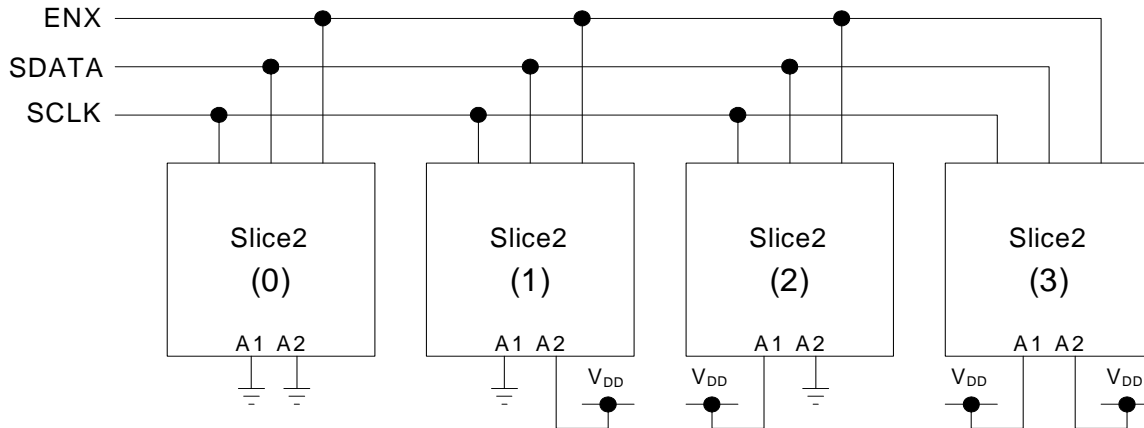 ENX
SDATA
SCLK
Slice2 Slice2 Slice2 Slice2
(0) (1) (2) (3)
A1 A2 A1 A2 A1 A2 A1 A2
VDD VDD VDD VDD